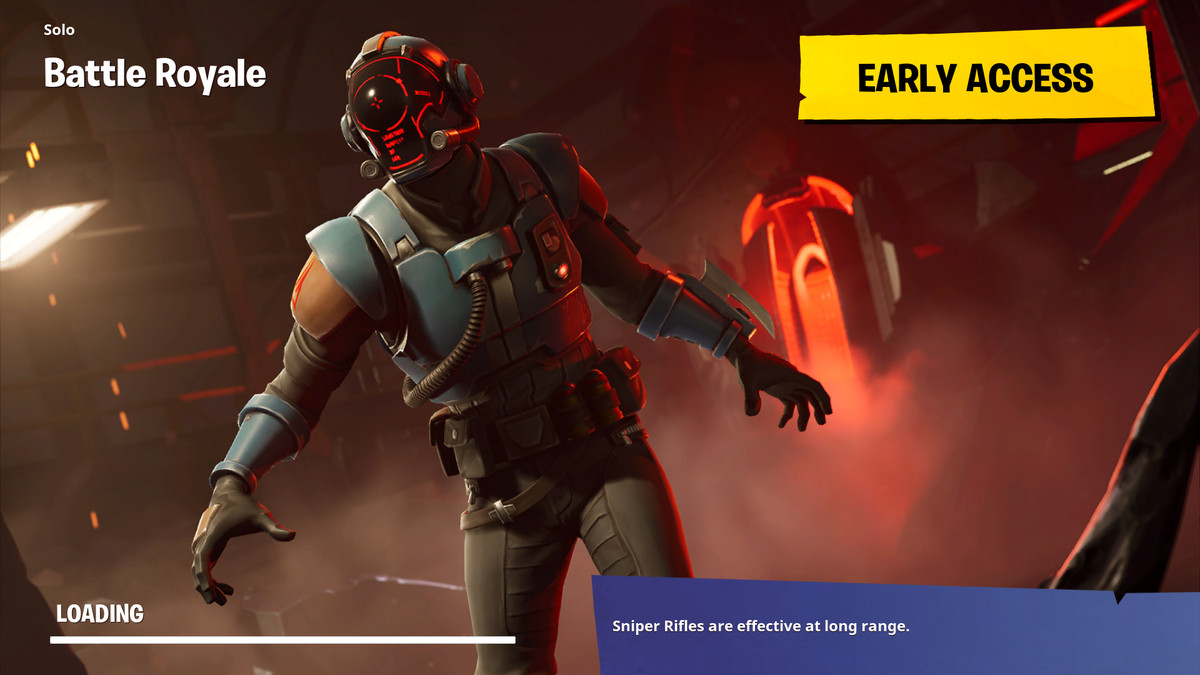 Solo
Battle Royale
EARLY ACCESS
LOADING
Sniper Rifles are effective at long range.